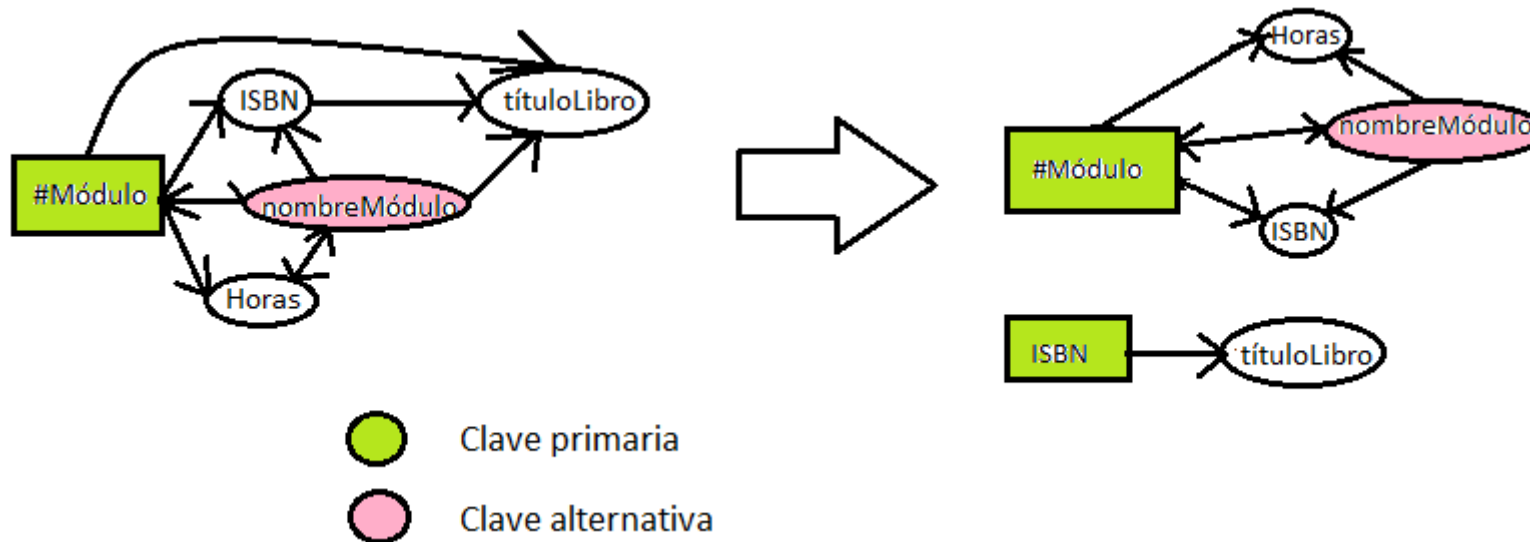 ISBN
títuloLibro
#Módulo
nombreMódulo
Horas
Horas
nombreMódulo
#Módulo
ISBN
ISBN
títuloLibro
Clave primaria
Clave alternativa